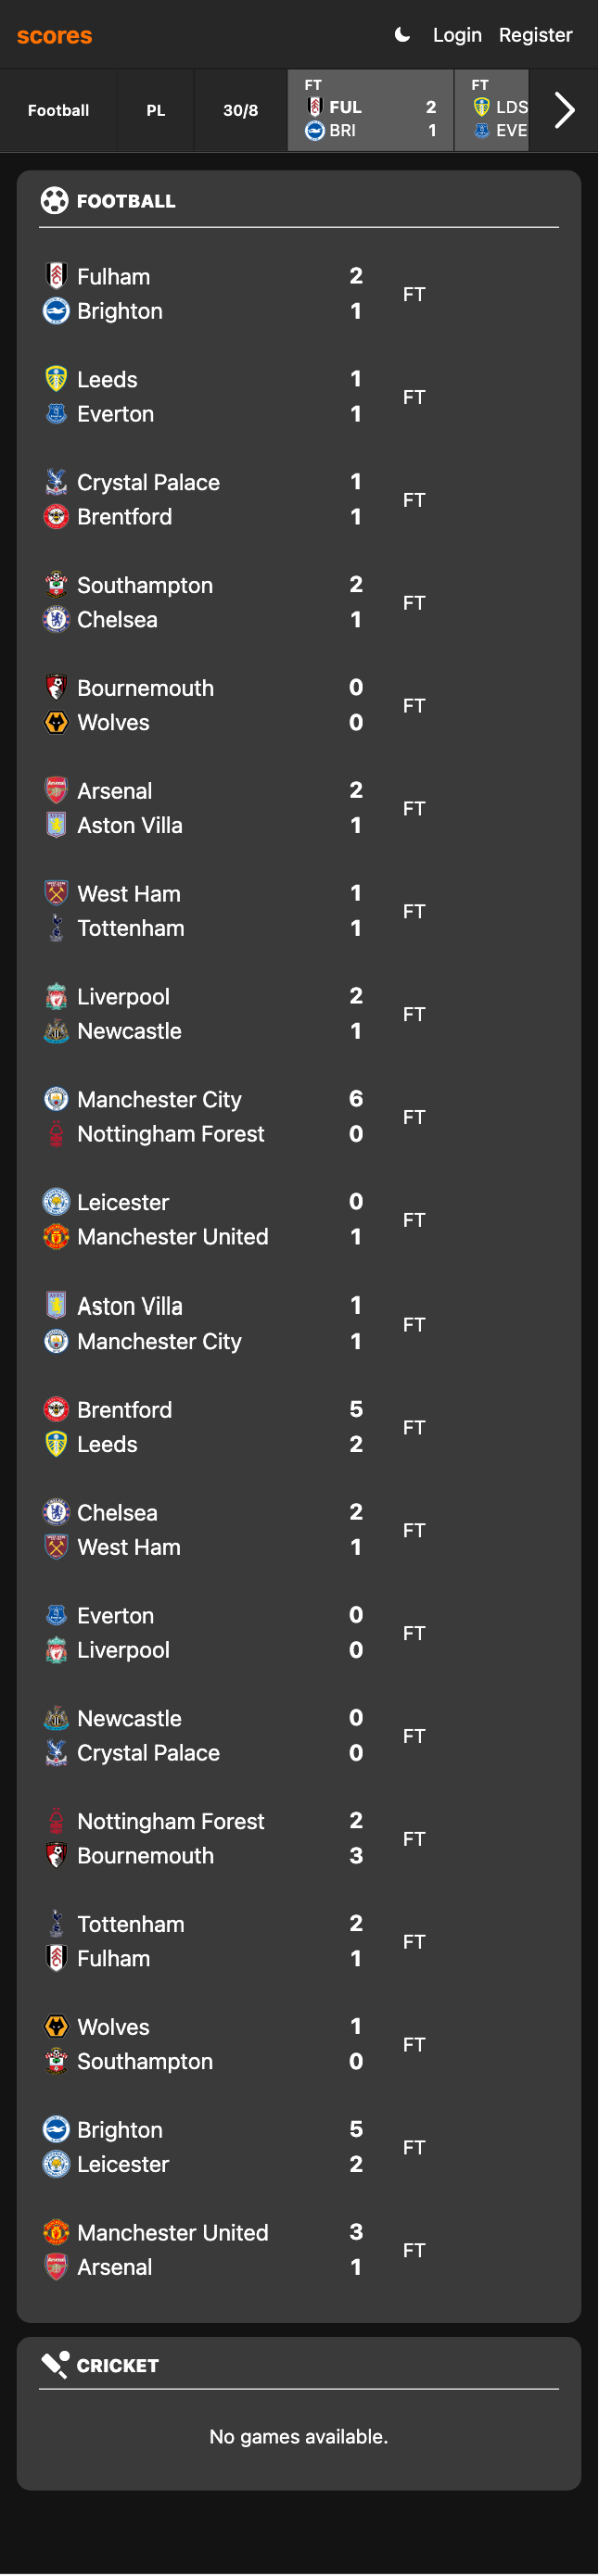 scores Login Register
Football PL 30/8
FT
FUL 2
BRI 1
FT
LDS
EVE
FOOTBALL
Fulham 2
Brighton 1
FT
Leeds 1
Everton 1
FT
Crystal Palace 1
Brentford 1
FT
Southampton 2
Chelsea 1
FT
Bournemouth 0
Wolves 0
FT
Arsenal 2
Aston Villa 1
FT
West Ham 1
Tottenham 1
FT
Liverpool 2
Newcastle 1
FT
Manchester City 6
Nottingham Forest 0
FT
Leicester 0
Manchester United 1
FT
Aston Villa 1
Manchester City 1
FT
Brentford 5
Leeds 2
FT
Chelsea 2
West Ham 1
FT
Everton 0
Liverpool 0
FT
Newcastle 0
Crystal Palace 0
FT
Nottingham Forest 2
Bournemouth 3
FT
Tottenham 2
Fulham 1
FT
Wolves 1
Southampton 0
FT
Brighton 5
Leicester 2
FT
Manchester United 3
Arsenal 1
FT
CRICKET
No games available.